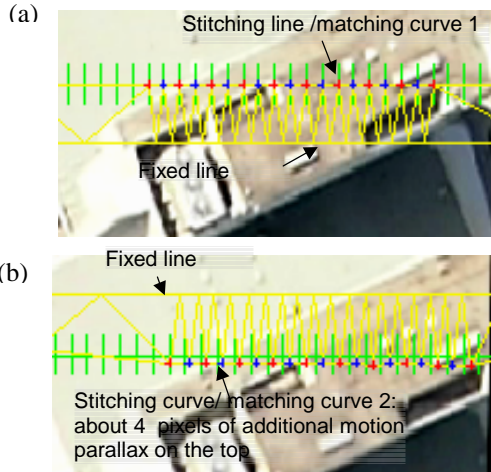 (a)
Stitching line /matching curve 1
Fixed line
(b)
Fixed line
Stitching curve/ matching curve 2:
about 4 pixels of additional motion
parallax on the top